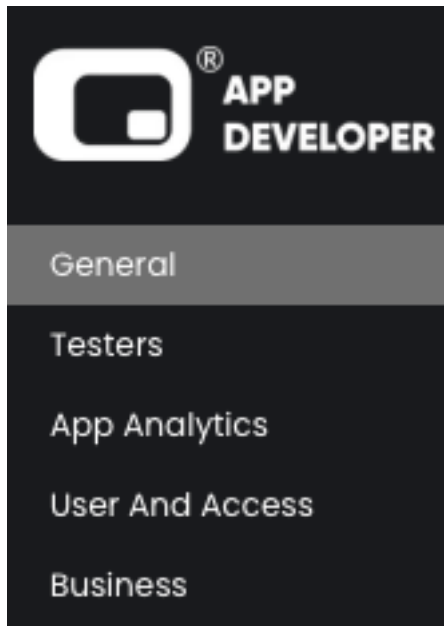 ®
APP
DEVELOPER
General
Testers
App Analytics
User And Access
Business